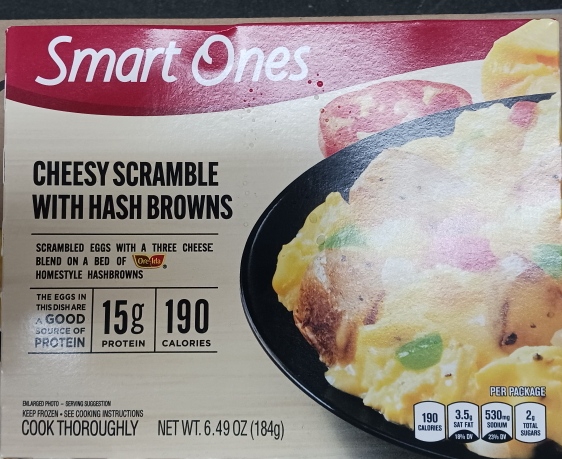 Smart Ones
CHEESY SCRAMBLE
WITH HASH BROWNS
SCRAMBLED EGGS WITH A THREE CHEESE
BLEND ON A BED OF Ore-Ida®
HOMESTYLE HASHBROWNS
THE EGGS IN
THIS DISH ARE
A GOOD
SOURCE OF
PROTEIN
15g
PROTEIN
190
CALORIES
ENLARGED PHOTO – SERVING SUGGESTION
KEEP FROZEN • SEE COOKING INSTRUCTIONS
COOK THOROUGHLY NET WT. 6.49 OZ (184g)
PER PACKAGE
190
CALORIES
3.5g
SAT FAT
18% DV
530mg
SODIUM
23% DV
2g
TOTAL
SUGARS